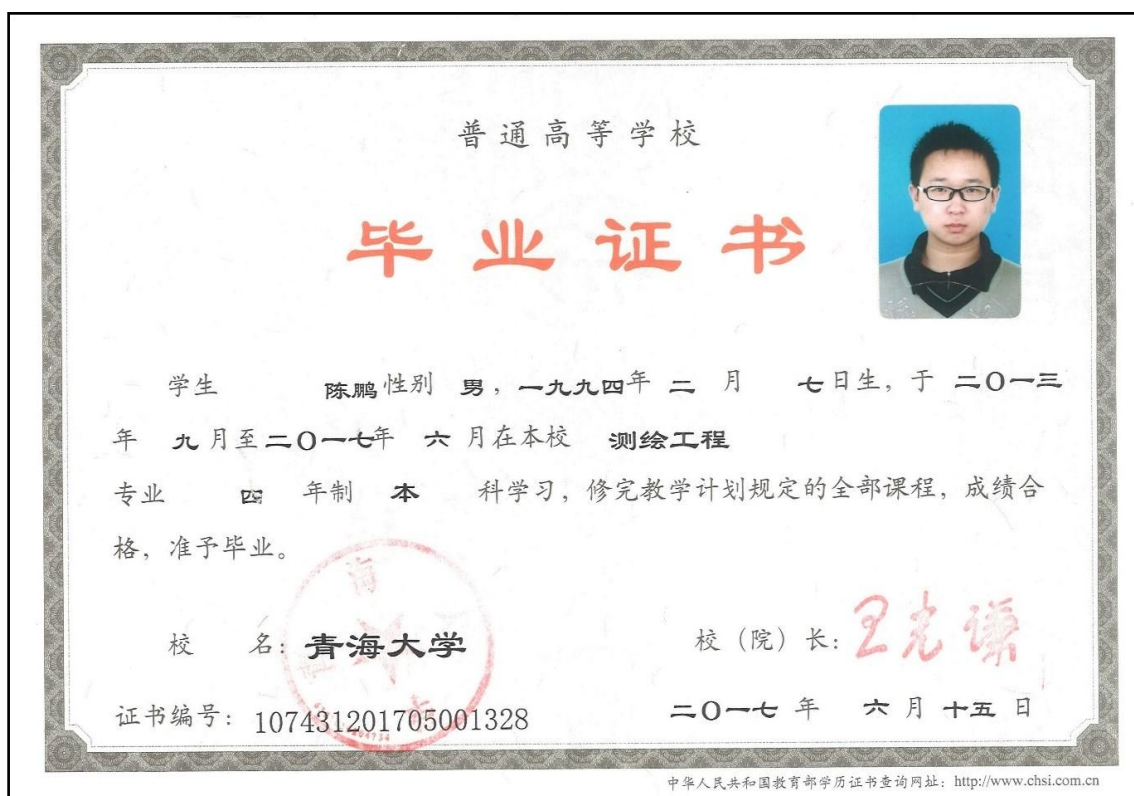 普通高等学校
毕业证书
学生 陈鹏 性别 男，一九九四年 二 月 七日生，于 二〇一三
年 九 月至二〇一七年 六 月在本校 测绘工程
专业 四 年制 本 科学习，修完教学计划规定的全部课程，成绩合
格，准予毕业。
校 名：青海大学
校（院）长：王光谦
证书编号：107431201705001328
二〇一七 年 六 月 十五 日
中华人民共和国教育部学历证书查询网址：http://www.chsi.com.cn